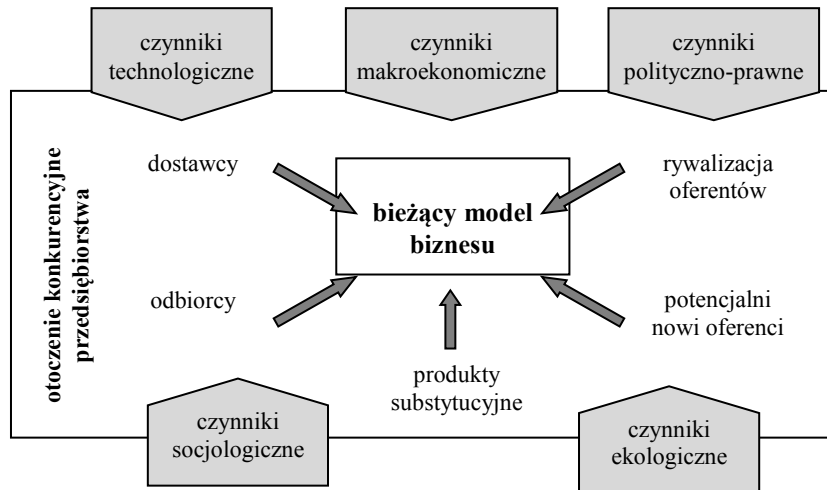 czynniki
technologiczne
czynniki
makroekonomiczne
czynniki
polityczno-prawne
otoczenie konkurencyjne
przedsiębiorstwa
dostawcy
rywalizacja
oferentów
bieżący model
biznesu
odbiorcy
potencjalni
nowi oferenci
produkty
substytucyjne
czynniki
socjologiczne
czynniki
ekologiczne